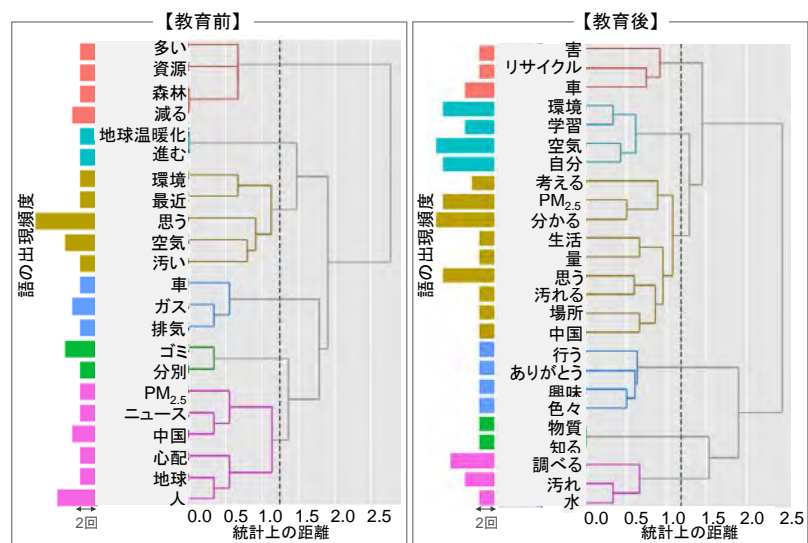 【教育前】
多い
資源
森林
減る
地球温暖化
進む
環境
最近
思う
空気
汚い
車
ガス
排気
ゴミ
分別
PM2.5
ニュース
中国
心配
地球
人
語の出現頻度
2回
0.0 0.5 1.0 1.5 2.0 2.5
統計上の距離
【教育後】
害
リサイクル
車
環境
学習
空気
自分
考える
PM2.5
分かる
生活
量
思う
汚れる
場所
中国
行う
ありがとう
興味
色々
物質
知る
調べる
汚れ
水
語の出現頻度
2回
0.0 0.5 1.0 1.5 2.0 2.5
統計上の距離